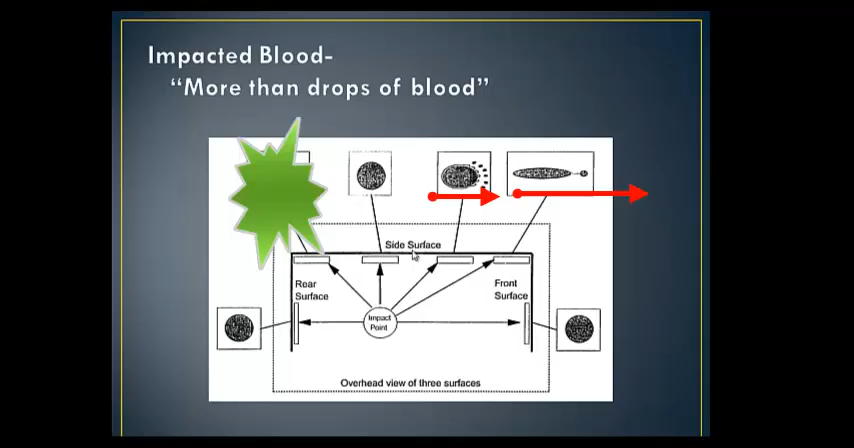 Impacted Blood-
“More than drops of blood”
Side Surface
Rear
Surface
Front
Surface
Impact
Point
Overhead view of three surfaces